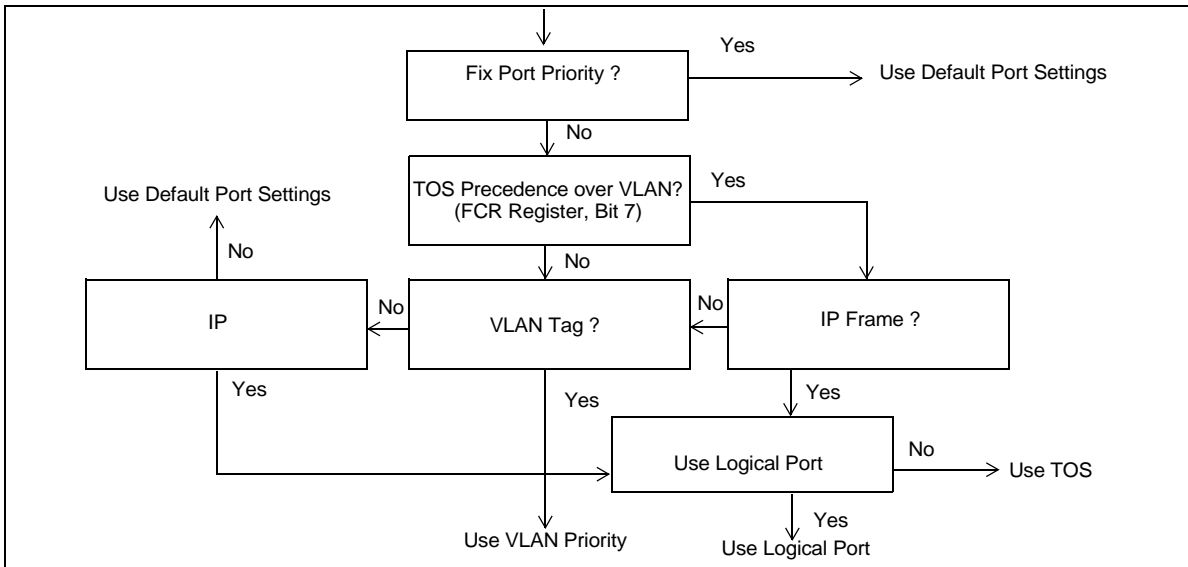 Yes
Fix Port Priority ?
Use Default Port Settings
No
TOS Precedence over VLAN?
(FCR Register, Bit 7)
Yes
Use Default Port Settings
No
No
IP
No
VLAN Tag ?
No
IP Frame ?
Yes
Yes
Yes
Use Logical Port
No
Use TOS
Yes
Use VLAN Priority
Use Logical Port